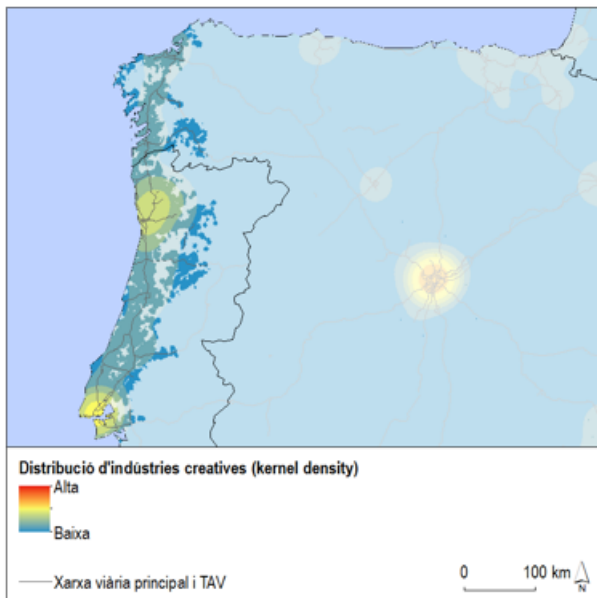 Distribució d'indústries creatives (kernel density)
Alta
Baixa
Xarxa viària principal i TAV
0 100 km
N